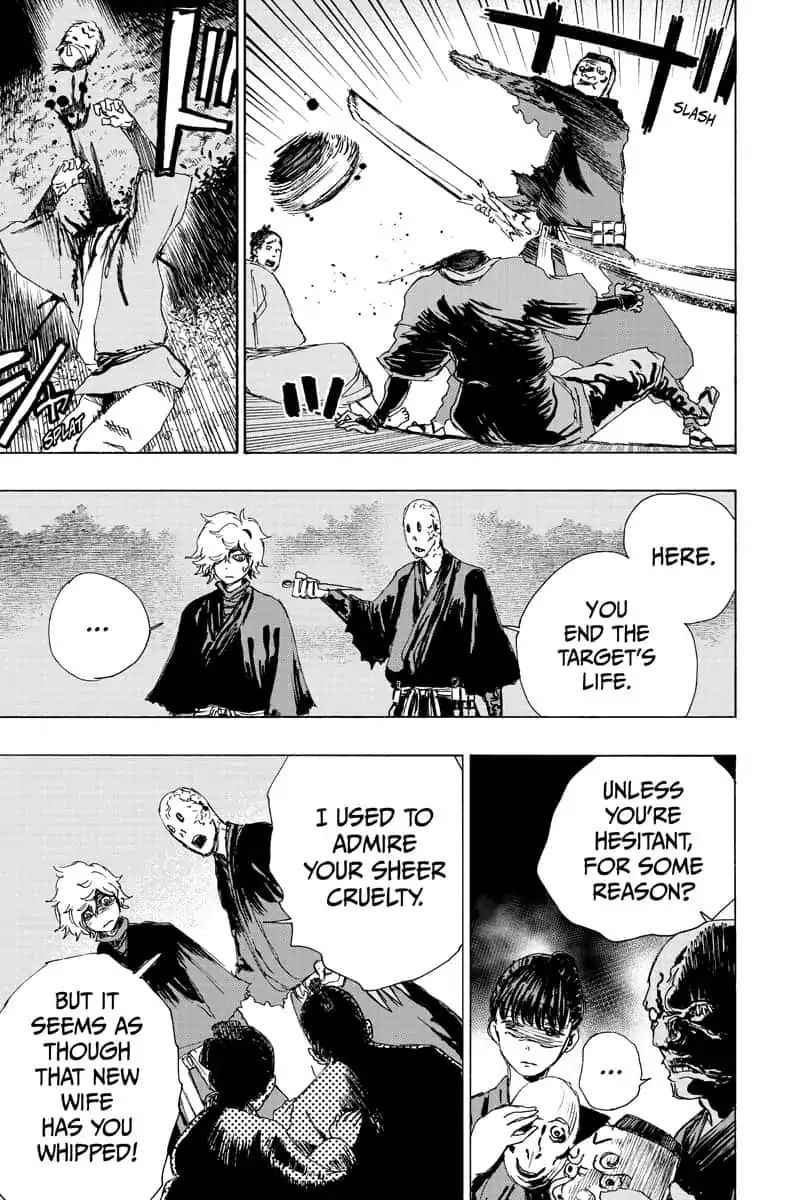 SLASH
SPLAT
HERE.
YOU
END THE
TARGET'S
LIFE.
...
UNLESS
YOU'RE
HESITANT,
FOR SOME
REASON?
...
I USED TO
ADMIRE
YOUR SHEER
CRUELTY.
BUT IT
SEEMS AS
THOUGH
THAT NEW
WIFE
HAS YOU
WHIPPED!